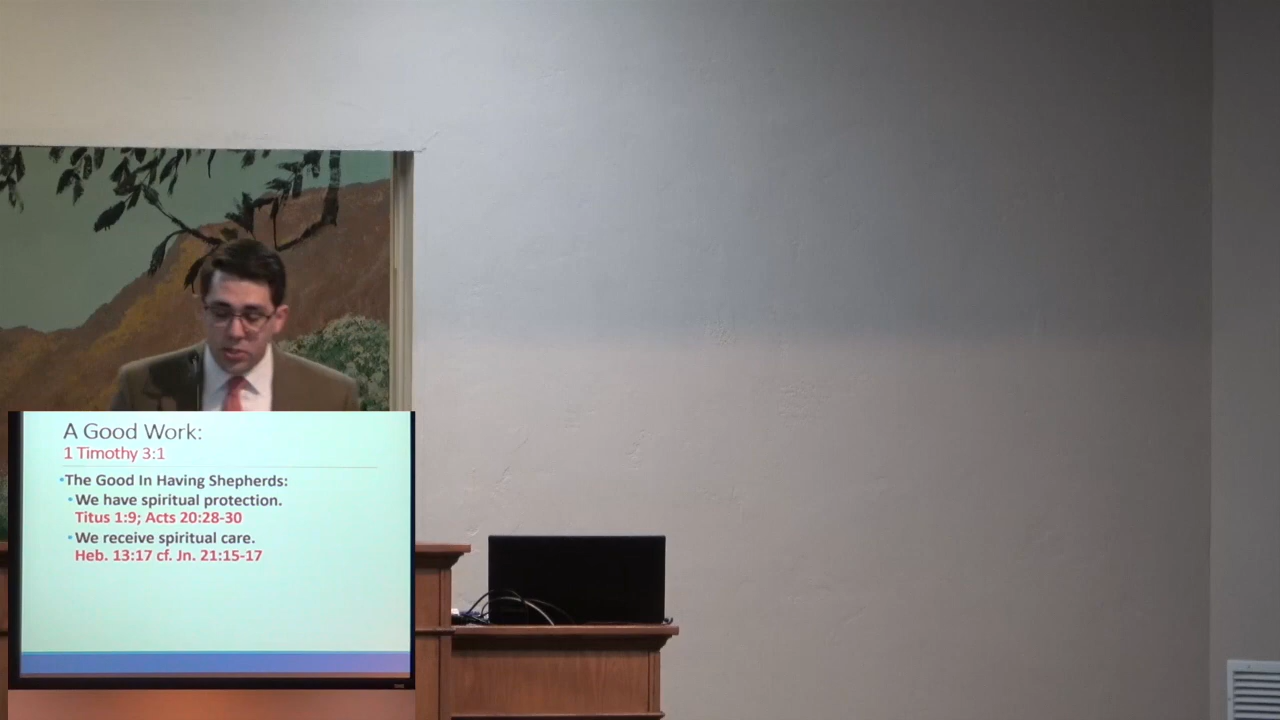 A Good Work:
1 Timothy 3:1
•The Good In Having Shepherds:
•We have spiritual protection.
Titus 1:9; Acts 20:28-30
•We receive spiritual care.
Heb. 13:17 cf. Jn. 21:15-17